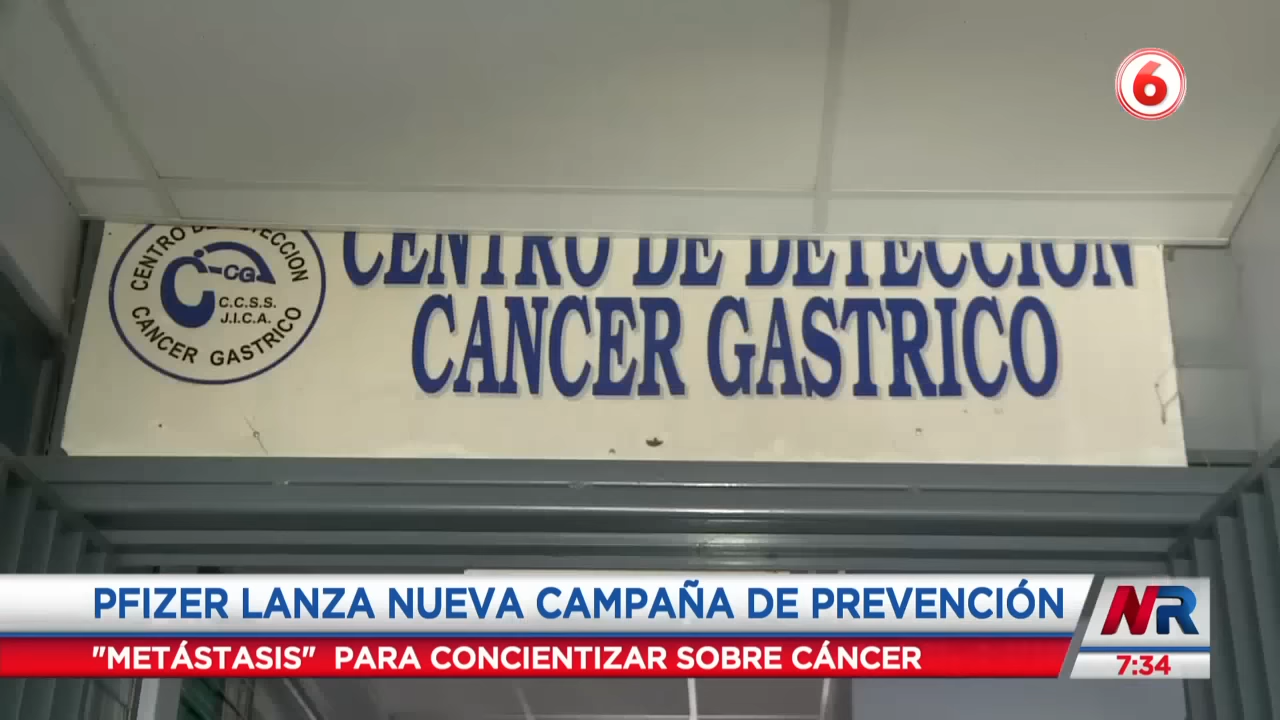 6
CENTRO DE DETECCION
CG
C.C.S.S.
J.I.C.A.
CANCER GASTRICO
CENTRO DE DETECCION
CANCER GASTRICO
PFIZER LANZA NUEVA CAMPAÑA DE PREVENCIÓN
"METÁSTASIS" PARA CONCIENTIZAR SOBRE CÁNCER
NR
7:34